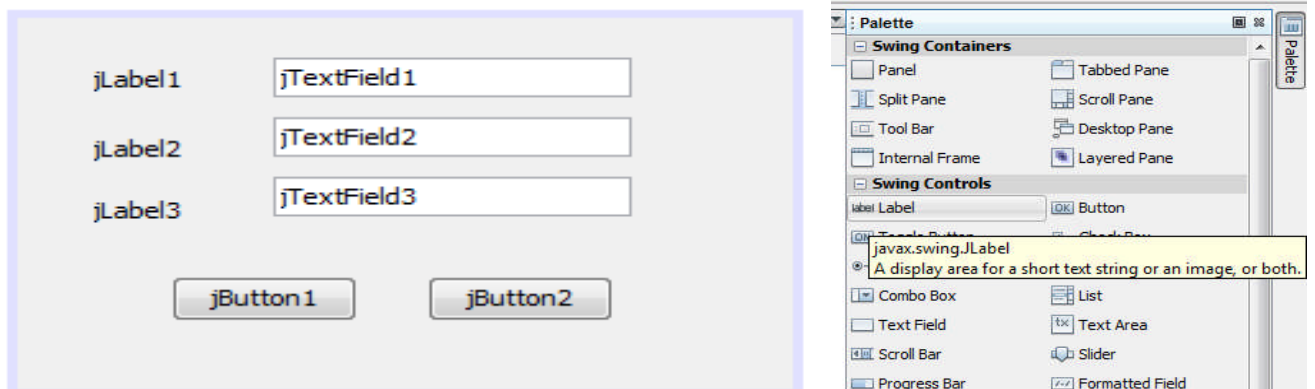 jLabel1 jTextField1
jLabel2 jTextField2
jLabel3 jTextField3
jButton1 jButton2
Palette
Swing Containers
Panel Tabbed Pane
Split Pane Scroll Pane
Tool Bar Desktop Pane
Internal Frame Layered Pane
Swing Controls
label Label OK Button
javax.swing.JLabel
A display area for a short text string or an image, or both.
Combo Box List
Text Field Text Area
Scroll Bar Slider
Progress Bar Formatted Field
Palette